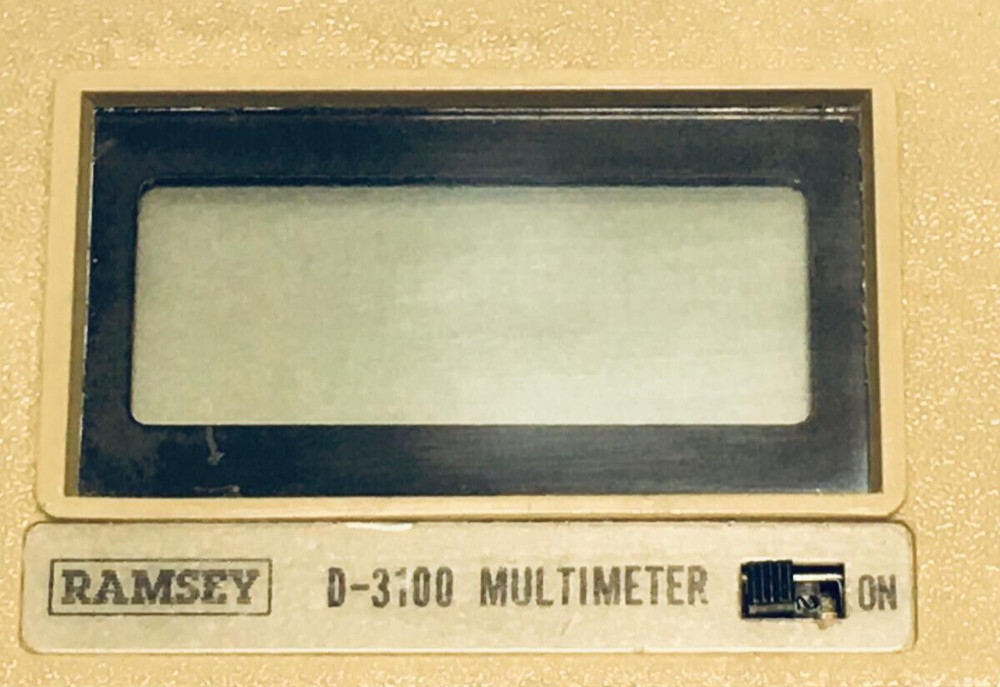 RAMSEY D-3100 MULTIMETER ON